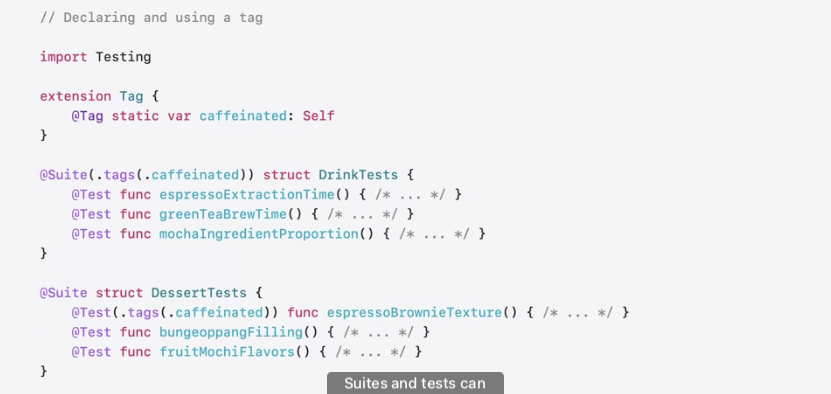 // Declaring and using a tag
import Testing
extension Tag {
@Tag static var caffeinated: Self
}
@Suite(.tags(.caffeinated)) struct DrinkTests {
@Test func espressoExtractionTime() { /* ... */ }
@Test func greenTeaBrewTime() { /* ... */ }
@Test func mochaIngredientProportion() { /* ... */ }
}
@Suite struct DessertTests {
@Test(.tags(.caffeinated)) func espressoBrownieTexture() { /* ... */ }
@Test func bungeoppangFilling() { /* ... */ }
@Test func fruitMochiFlavors() { /* ... */ }
}
Suites and tests can